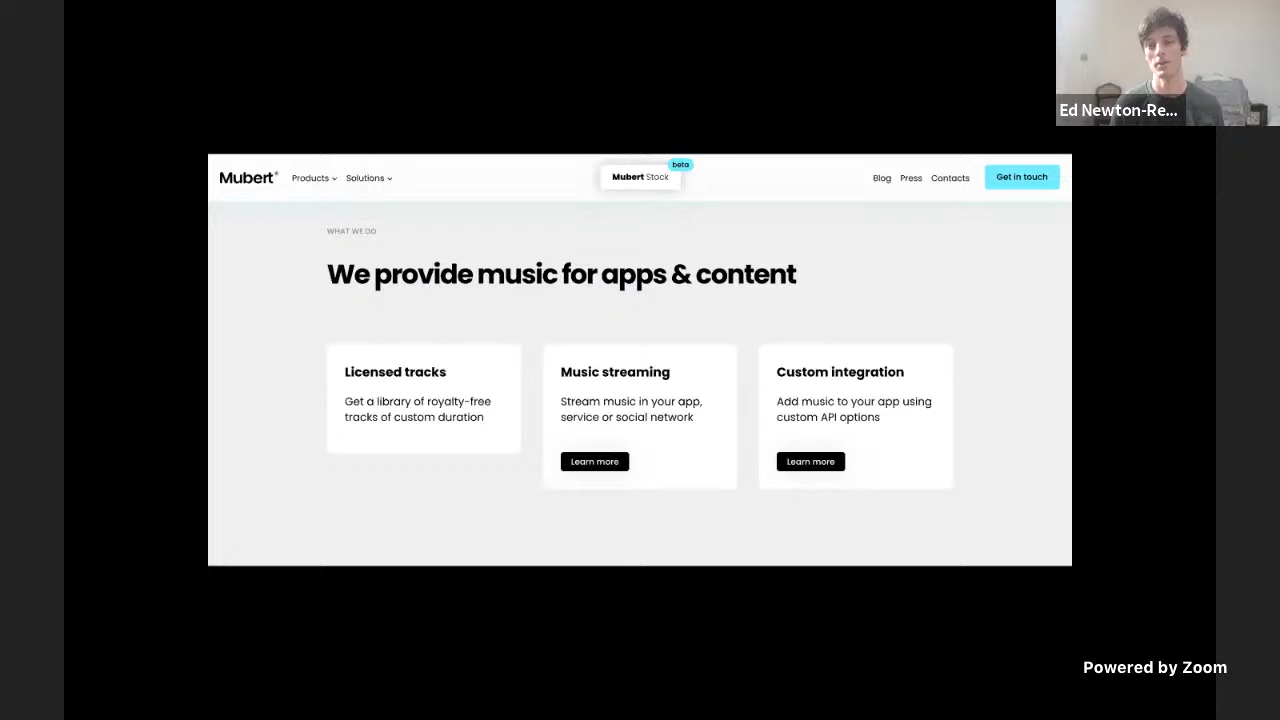 Ed Newton-Re...
Mubert®
Products
Solutions
Mubert Stock
beta
Blog
Press
Contacts
Get in touch
WHAT WE DO
We provide music for apps & content
Licensed tracks
Get a library of royalty-free
tracks of custom duration
Music streaming
Stream music in your app,
service or social network
Learn more
Custom integration
Add music to your app using
custom API options
Learn more
Powered by Zoom